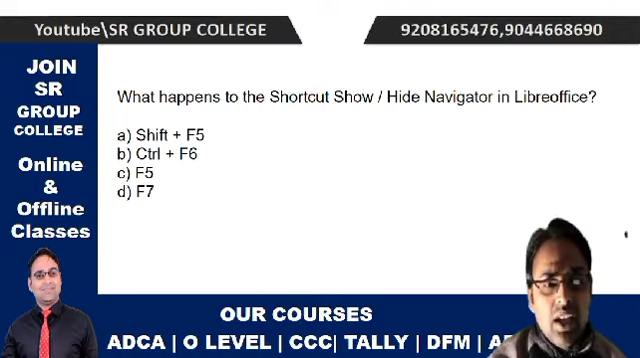 Youtube\SR GROUP COLLEGE
9208165476,9044668690
JOIN
SR
GROUP
COLLEGE
Online
&
Offline
Classes
What happens to the Shortcut Show / Hide Navigator in Libreoffice?
a) Shift + F5
b) Ctrl + F6
c) F5
d) F7
OUR COURSES
ADCA | O LEVEL | CCC| TALLY | DFM |